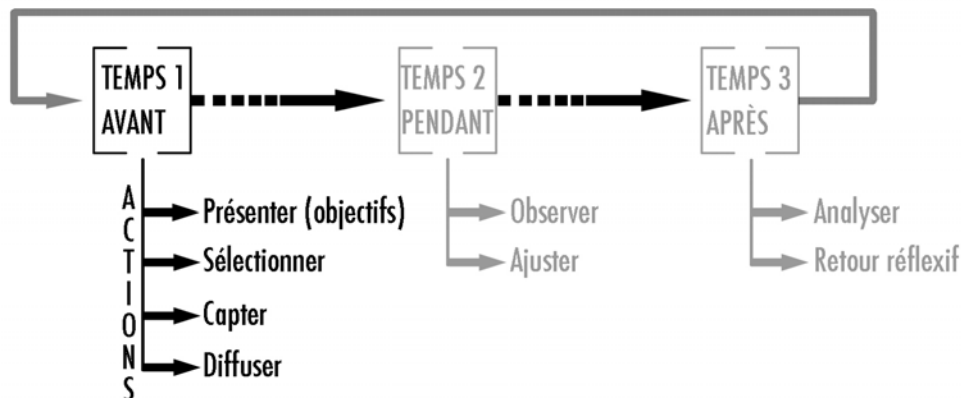 TEMPS 1
AVANT
TEMPS 2
PENDANT
TEMPS 3
APRÈS
ACTIONS
Présenter (objectifs)
Sélectionner
Capter
Diffuser
Observer
Ajuster
Analyser
Retour réflexif